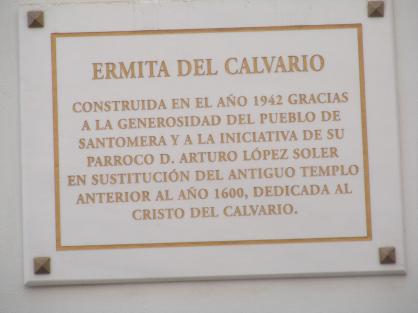 ERMITA DEL CALVARIO
CONSTRUIDA EN EL AÑO 1942 GRACIAS
A LA GENEROSIDAD DEL PUEBLO DE
SANTOMERA Y A LA INICIATIVA DE SU
PARROCO D. ARTURO LÓPEZ SOLER
EN SUSTITUCIÓN DEL ANTIGUO TEMPLO
ANTERIOR AL AÑO 1600, DEDICADA AL
CRISTO DEL CALVARIO.